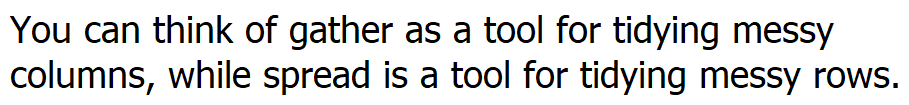 You can think of gather as a tool for tidying messy
columns, while spread is a tool for tidying messy rows.